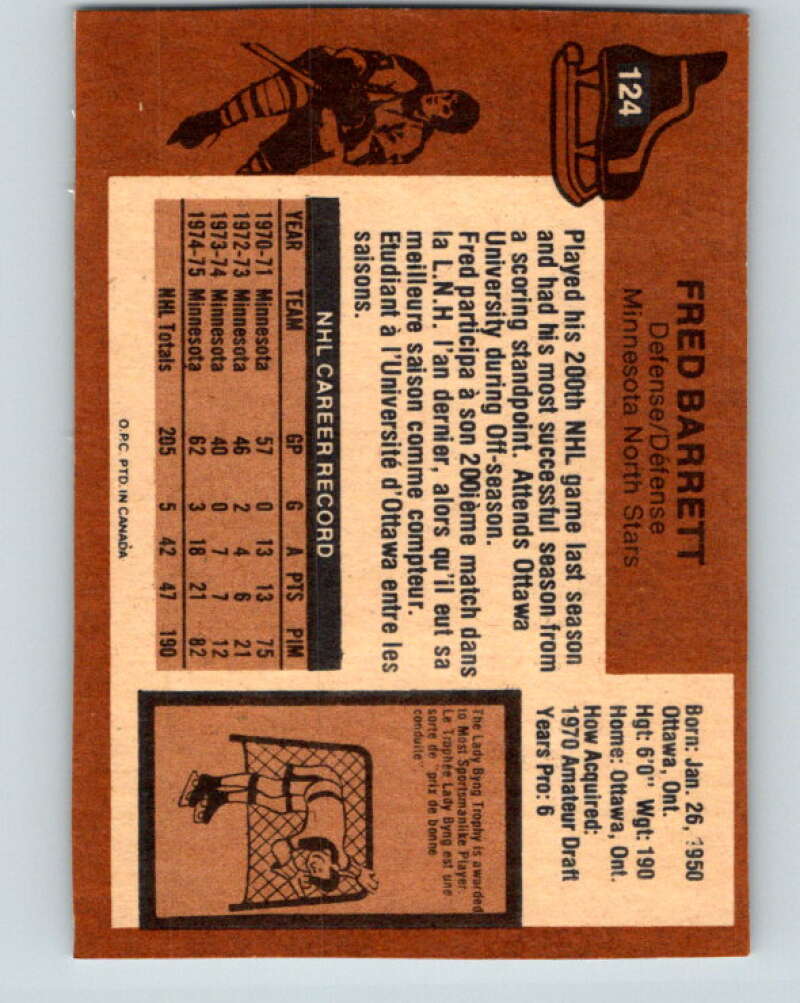 124
FRED BARRETT
Defense/Défense
Minnesota North Stars
Born: Jan. 26, 1950
Ottawa, Ont.
Hgt: 6'0" Wgt: 190
Home: Ottawa, Ont.
How Acquired:
1970 Amateur Draft
Years Pro: 6
Played his 200th NHL game last season
and had his most successful season from
a scoring standpoint. Attends Ottawa
University during Off-season.
Fred participa à son 200ième match dans
la L.N.H. l'an dernier, alors qu'il eut sa
meilleure saison comme compteur.
Etudiant à l'Université d'Ottawa entre les
saisons.
NHL CAREER RECORD
YEAR TEAM GP G A PTS PIM
1970-71 Minnesota 57 0 13 13 75
1972-73 Minnesota 46 2 4 6 21
1973-74 Minnesota 40 0 7 7 12
1974-75 Minnesota 62 3 18 21 82
NHL Totals 205 5 42 47 190
The Lady Byng Trophy is awarded
to Most Sportsmanlike Player.
Le Trophée Lady Byng est une
sorte de "prix de bonne
conduite"
O.P.C. PTD. IN CANADA